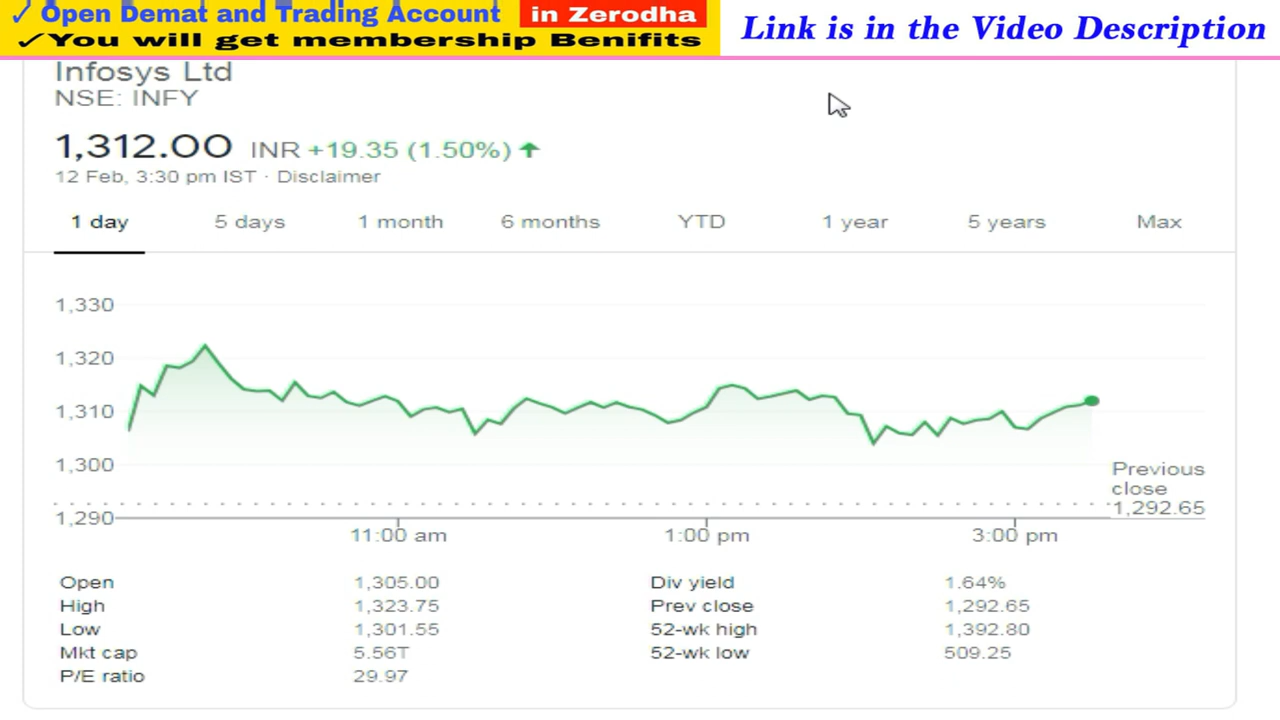 ✓ Open Demat and Trading Account in Zerodha
✓You will get membership Benifits
Link is in the Video Description
Infosys Ltd
NSE: INFY
1,312.00 INR +19.35 (1.50%) ↑
12 Feb, 3:30 pm IST · Disclaimer
1 day 5 days 1 month 6 months YTD 1 year 5 years Max
1,330
1,320
1,310
1,300
1,290
Previous
close
1,292.65
11:00 am 1:00 pm 3:00 pm
Open 1,305.00 Div yield 1.64%
High 1,323.75 Prev close 1,292.65
Low 1,301.55 52-wk high 1,392.80
Mkt cap 5.56T 52-wk low 509.25
P/E ratio 29.97